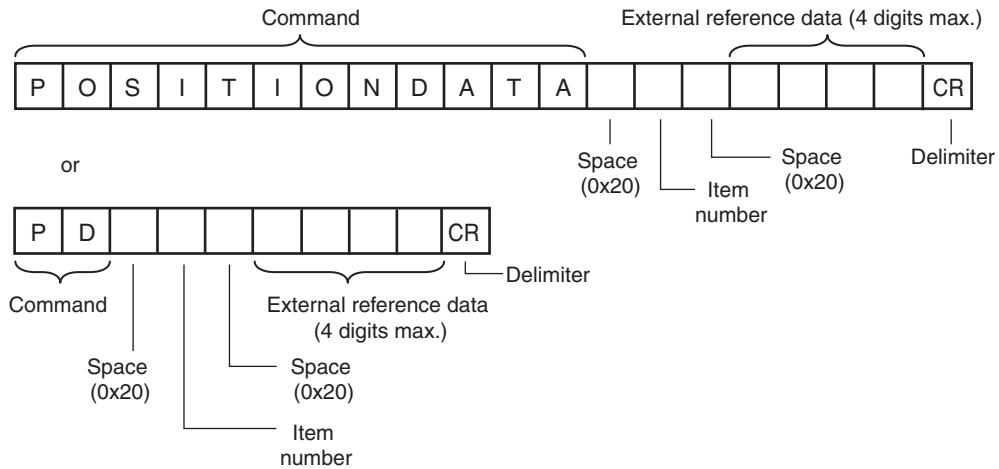 Command
External reference data (4 digits max.)
P O S I T I O N D A T A CR
Space
(0x20)
Item
number
Space
(0x20)
Delimiter
or
P D CR
Delimiter
Command
External reference data
(4 digits max.)
Space
(0x20)
Space
(0x20)
Item
number